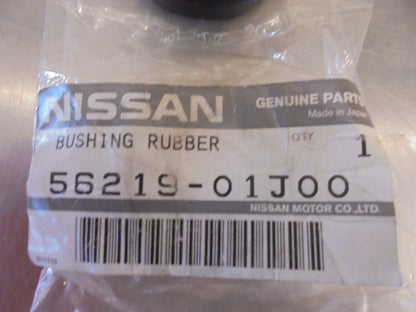 NISSAN GENUINE PARTS
Made in Japan
BUSHING RUBBER QTY 1
56219-01J00
NISSAN MOTOR CO.,LTD.